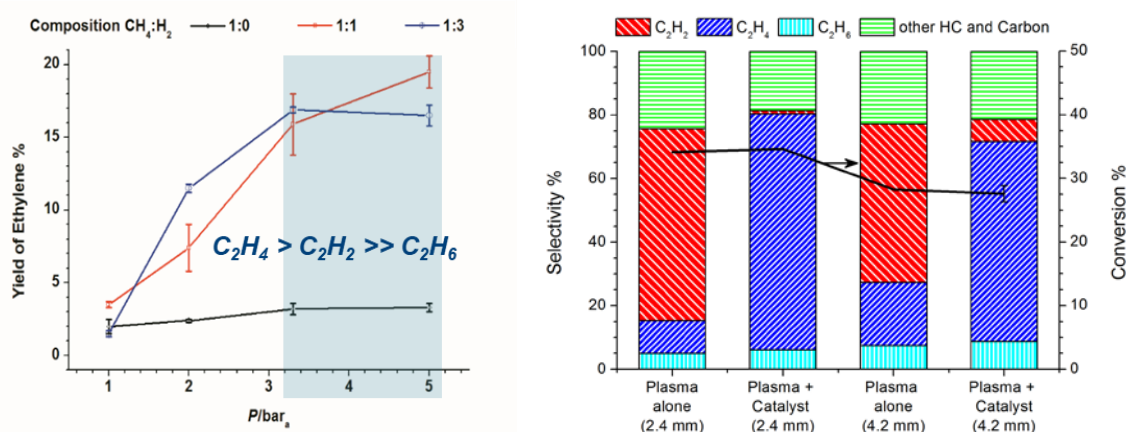 Composition CH₄:H₂ 1:0 1:1 1:3
20
15
10
5
0
Yield of Ethylene %
C₂H₄ > C₂H₂ >> C₂H₆
1 2 3 4 5
P/barₐ
C₂H₂ C₂H₄ C₂H₆ other HC and Carbon
100
80
60
40
20
0
Selectivity %
50
40
30
20
10
0
Conversion %
Plasma alone (2.4 mm)
Plasma + Catalyst (2.4 mm)
Plasma alone (4.2 mm)
Plasma + Catalyst (4.2 mm)